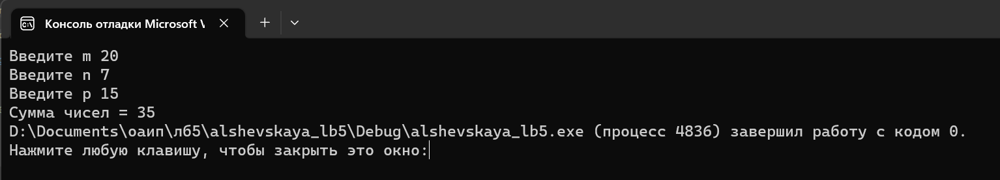 Консоль отладки Microsoft V
Введите m 20
Введите n 7
Введите p 15
Сумма чисел = 35
D:\Documents\оаип\лб5\alshevskaya_lb5\Debug\alshevskaya_lb5.exe (процесс 4836) завершил работу с кодом 0.
Нажмите любую клавишу, чтобы закрыть это окно: